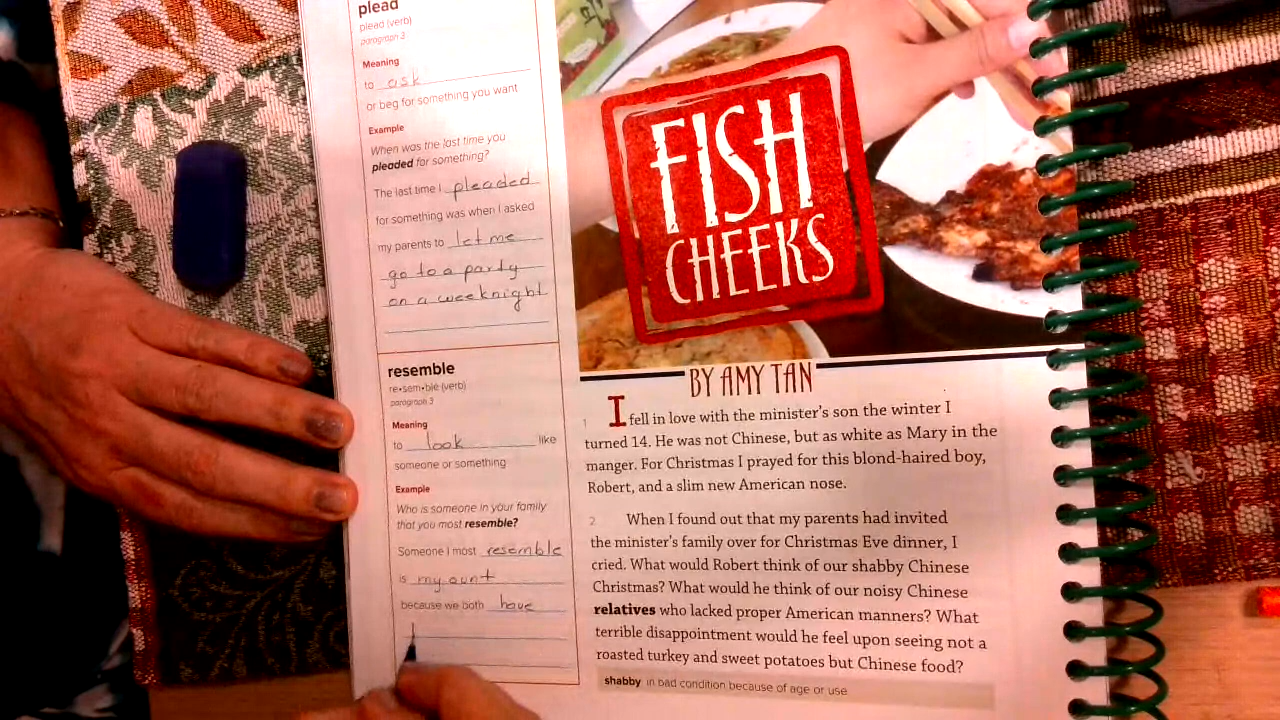 plead
plead (verb)
paragraph 3
Meaning
to ask
or beg for something you want
Example
When was the last time you
pleaded for something?
The last time I pleaded
for something was when I asked
my parents to let me
go to a party
on a weeknight
resemble
re•sem•ble (verb)
paragraph 3
Meaning
to look like
someone or something
Example
Who is someone in your family
that you most resemble?
Someone I most resemble
is my aunt
because we both have
FISH
CHEEKS
BY AMY TAN
1 I fell in love with the minister's son the winter I
turned 14. He was not Chinese, but as white as Mary in the
manger. For Christmas I prayed for this blond-haired boy,
Robert, and a slim new American nose.
2 When I found out that my parents had invited
the minister's family over for Christmas Eve dinner, I
cried. What would Robert think of our shabby Chinese
Christmas? What would he think of our noisy Chinese
relatives who lacked proper American manners? What
terrible disappointment would he feel upon seeing not a
roasted turkey and sweet potatoes but Chinese food?
shabby in bad condition because of age or use